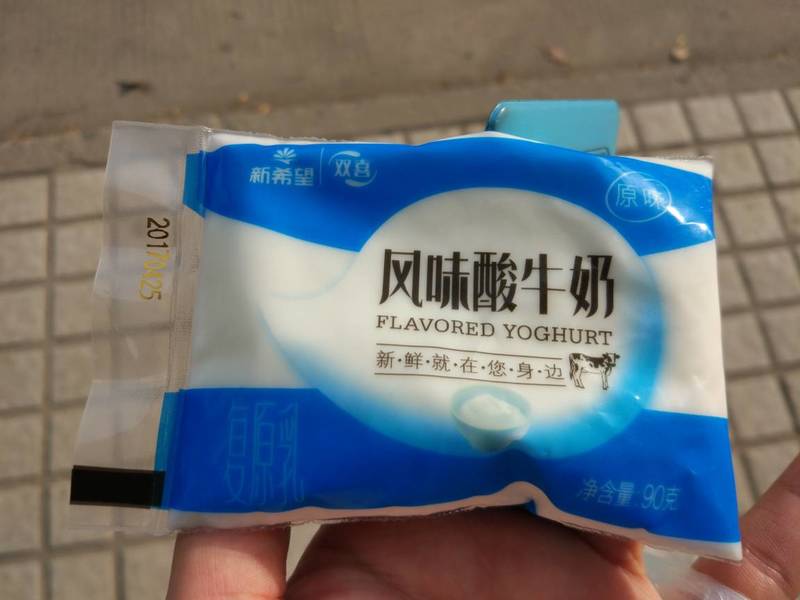 新希望 双喜
原味
风味酸牛奶
FLAVORED YOGHURT
新·鲜·就·在·您·身·边
复原乳
净含量:90克
20170425